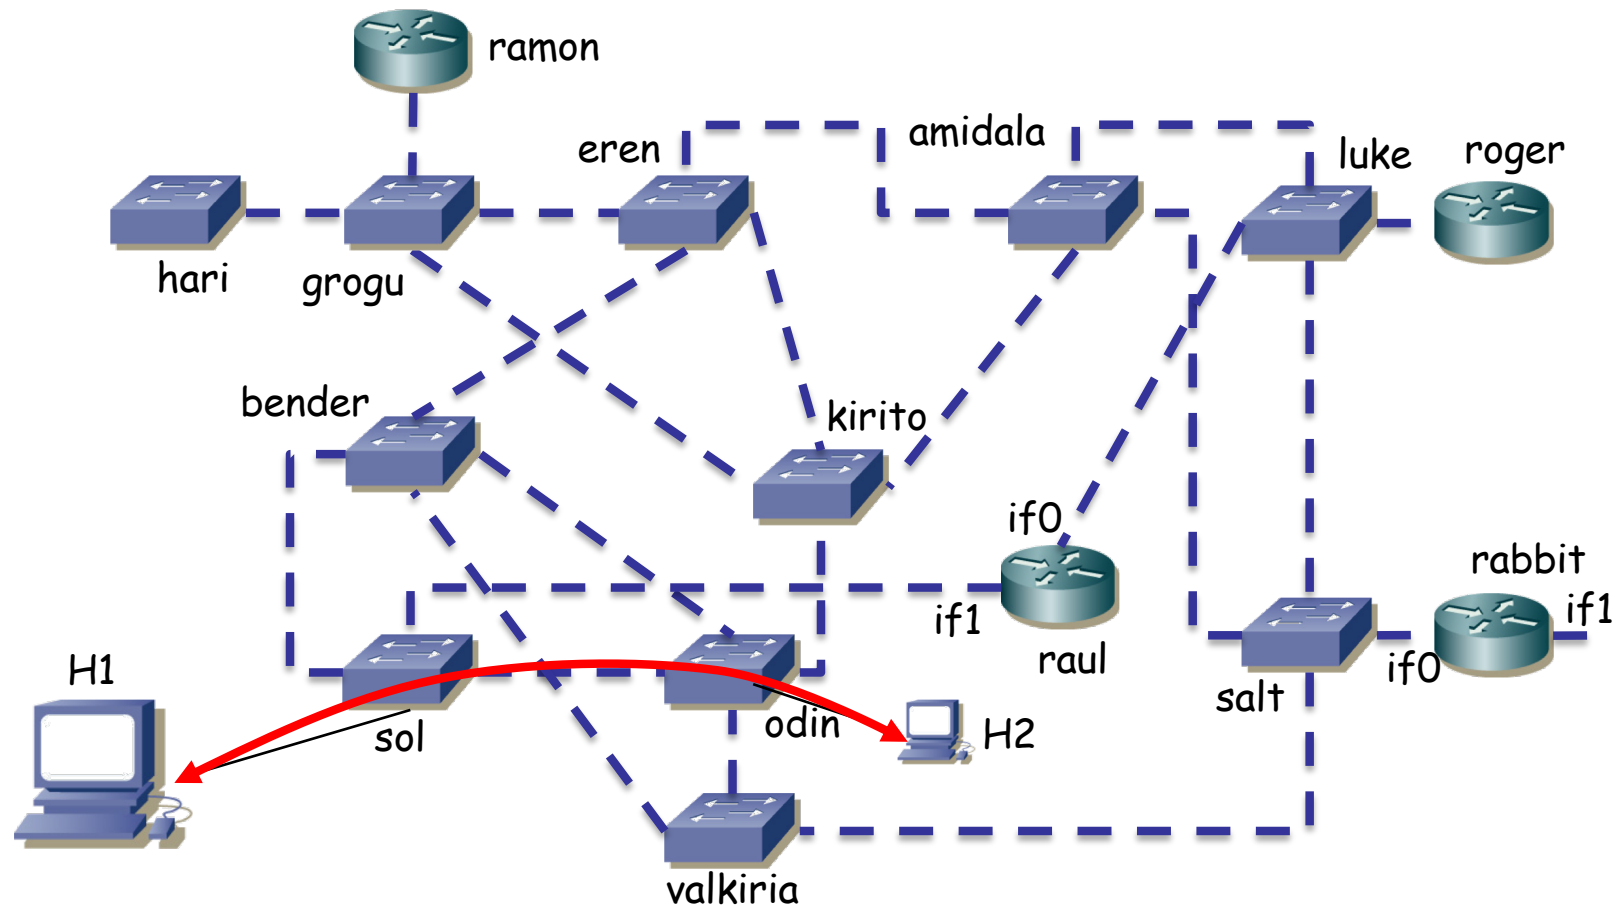 ramon
eren
amidala
luke
roger
hari
grogu
bender
kirito
if0
rabbit
if1
if1
raul
if0
H1
salt
sol
odin
H2
valkiria